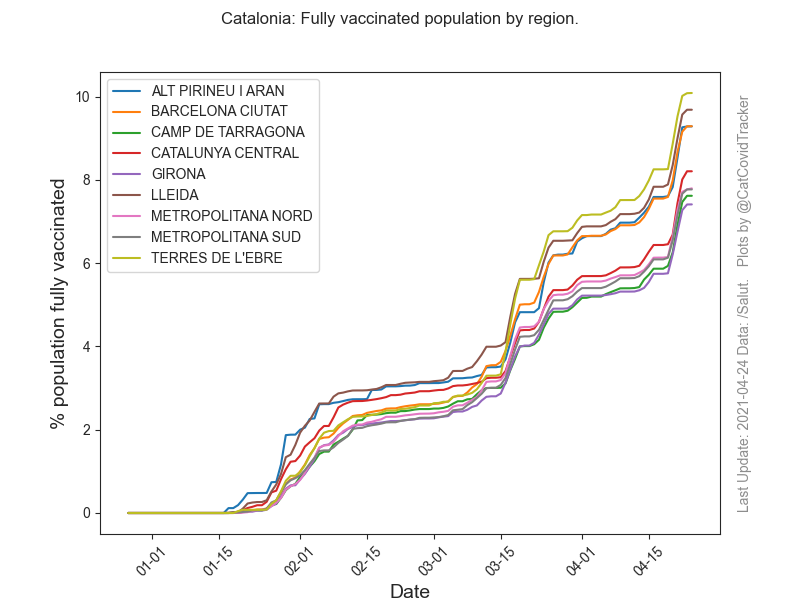 Catalonia: Fully vaccinated population by region.
ALT PIRINEU I ARAN
BARCELONA CIUTAT
CAMP DE TARRAGONA
CATALUNYA CENTRAL
GIRONA
LLEIDA
METROPOLITANA NORD
METROPOLITANA SUD
TERRES DE L'EBRE
% population fully vaccinated
10
8
6
4
2
0
01-01
01-15
02-01
02-15
03-01
03-15
04-01
04-15
Date
Last Update: 2021-04-24 Data: /Salut. Plots by @CatCovidTracker